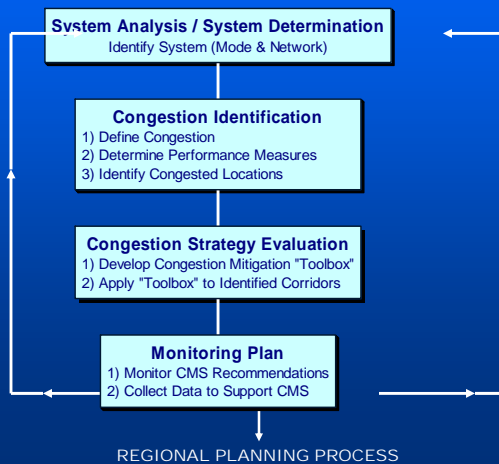 System Analysis / System Determination
Identify System (Mode & Network)
Congestion Identification
1) Define Congestion
2) Determine Performance Measures
3) Identify Congested Locations
Congestion Strategy Evaluation
1) Develop Congestion Mitigation "Toolbox"
2) Apply "Toolbox" to Identified Corridors
Monitoring Plan
1) Monitor CMS Recommendations
2) Collect Data to Support CMS
REGIONAL PLANNING PROCESS